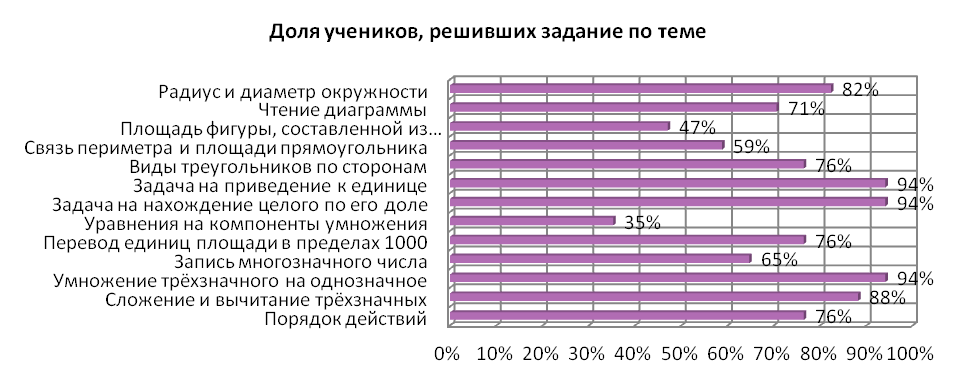 Доля учеников, решивших задание по теме
Радиус и диаметр окружности 82%
Чтение диаграммы 71%
Площадь фигуры, составленной из... 47%
Связь периметра и площади прямоугольника 59%
Виды треугольников по сторонам 76%
Задача на приведение к единице 94%
Задача на нахождение целого по его доле 94%
Уравнения на компоненты умножения 35%
Перевод единиц площади в пределах 1000 76%
Запись многозначного числа 65%
Умножение трёхзначного на однозначное 94%
Сложение и вычитание трёхзначных 88%
Порядок действий 76%
0% 10% 20% 30% 40% 50% 60% 70% 80% 90% 100%